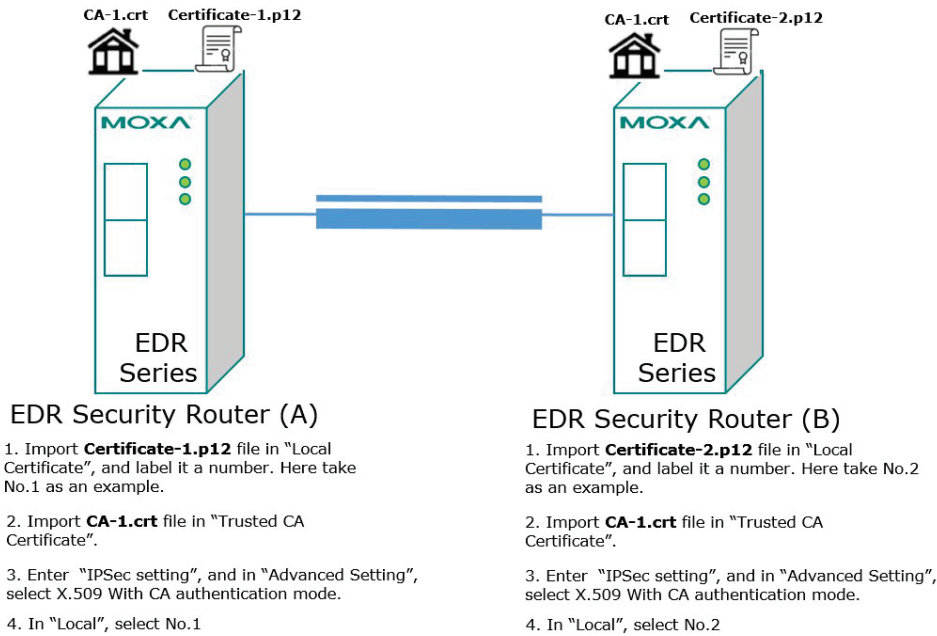 CA-1.crt Certificate-1.p12
MOXA
EDR
Series
EDR Security Router (A)
1. Import Certificate-1.p12 file in “Local
Certificate”, and label it a number. Here take
No.1 as an example.
2. Import CA-1.crt file in “Trusted CA
Certificate”.
3. Enter “IPSec setting”, and in “Advanced Setting”,
select X.509 With CA authentication mode.
4. In “Local”, select No.1
CA-1.crt Certificate-2.p12
MOXA
EDR
Series
EDR Security Router (B)
1. Import Certificate-2.p12 file in “Local
Certificate”, and label it a number. Here take No.2
as an example.
2. Import CA-1.crt file in “Trusted CA
Certificate”.
3. Enter “IPSec setting”, and in “Advanced Setting”,
select X.509 With CA authentication mode.
4. In “Local”, select No.2